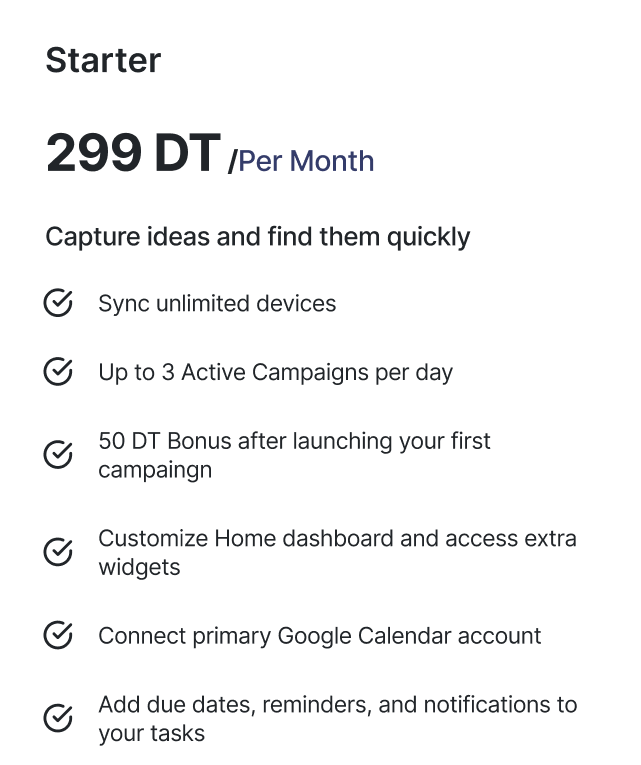 Starter
299 DT /Per Month
Capture ideas and find them quickly
Sync unlimited devices
Up to 3 Active Campaigns per day
50 DT Bonus after launching your first
campaingn
Customize Home dashboard and access extra
widgets
Connect primary Google Calendar account
Add due dates, reminders, and notifications to
your tasks